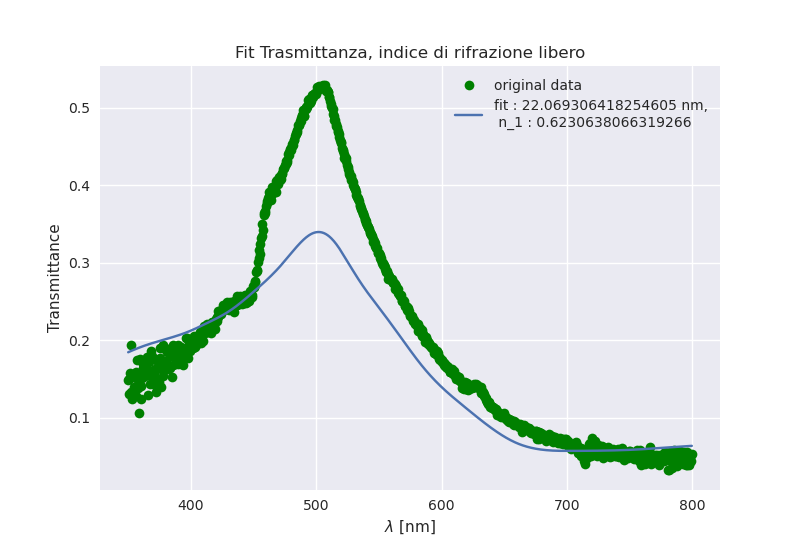 Fit Trasmittanza, indice di rifrazione libero
original data
fit : 22.069306418254605 nm,
n_1 : 0.6230638066319266
Transmittance
0.5
0.4
0.3
0.2
0.1
400 500 600 700 800
λ [nm]